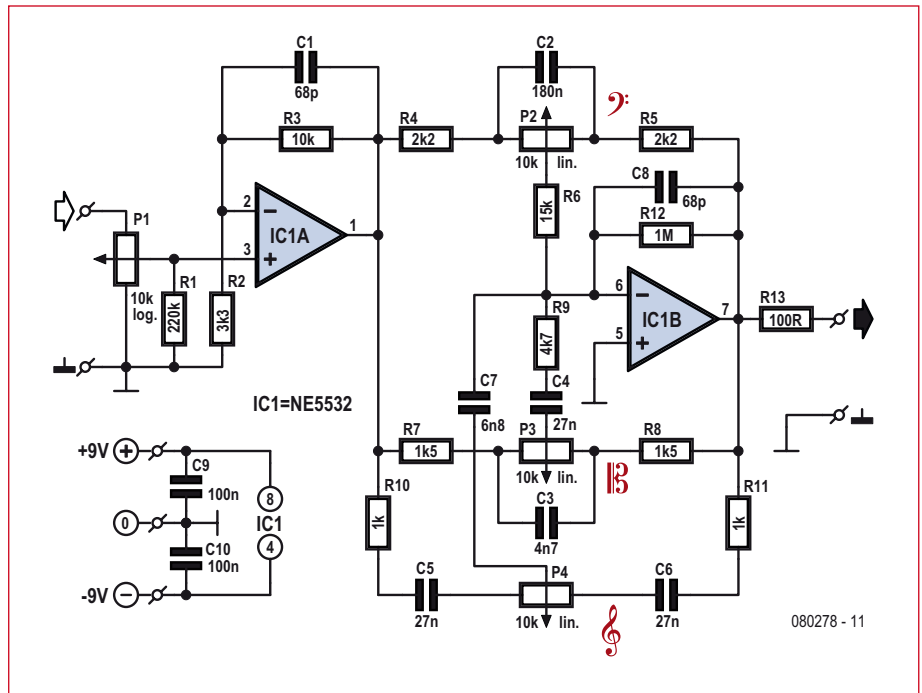 C1
68p
C2
180n
R3
10k
R4
2k2
P2
10k lin.
R5
2k2
C8
68p
R6
15k
R12
1M
P1
10k
log.
2
3
IC1A
1
R1
220k
R2
3k3
R9
4k7
6
5
IC1B
7
R13
100R
IC1=NE5532
C7
6n8
C4
27n
R7
1k5
P3
10k lin.
R8
1k5
C3
4n7
R10
1k
R11
1k
+9V
C9
100n
8
0
IC1
C10
100n
4
-9V
C5
27n
P4
10k lin.
C6
27n
080278 - 11